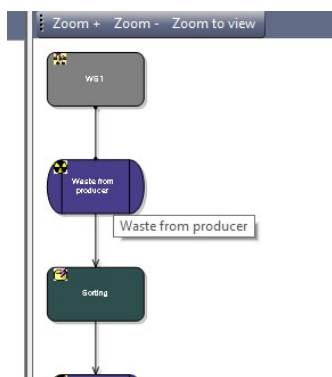 Zoom + Zoom - Zoom to view
WS1
Waste from
producer
Waste from producer
Sorting